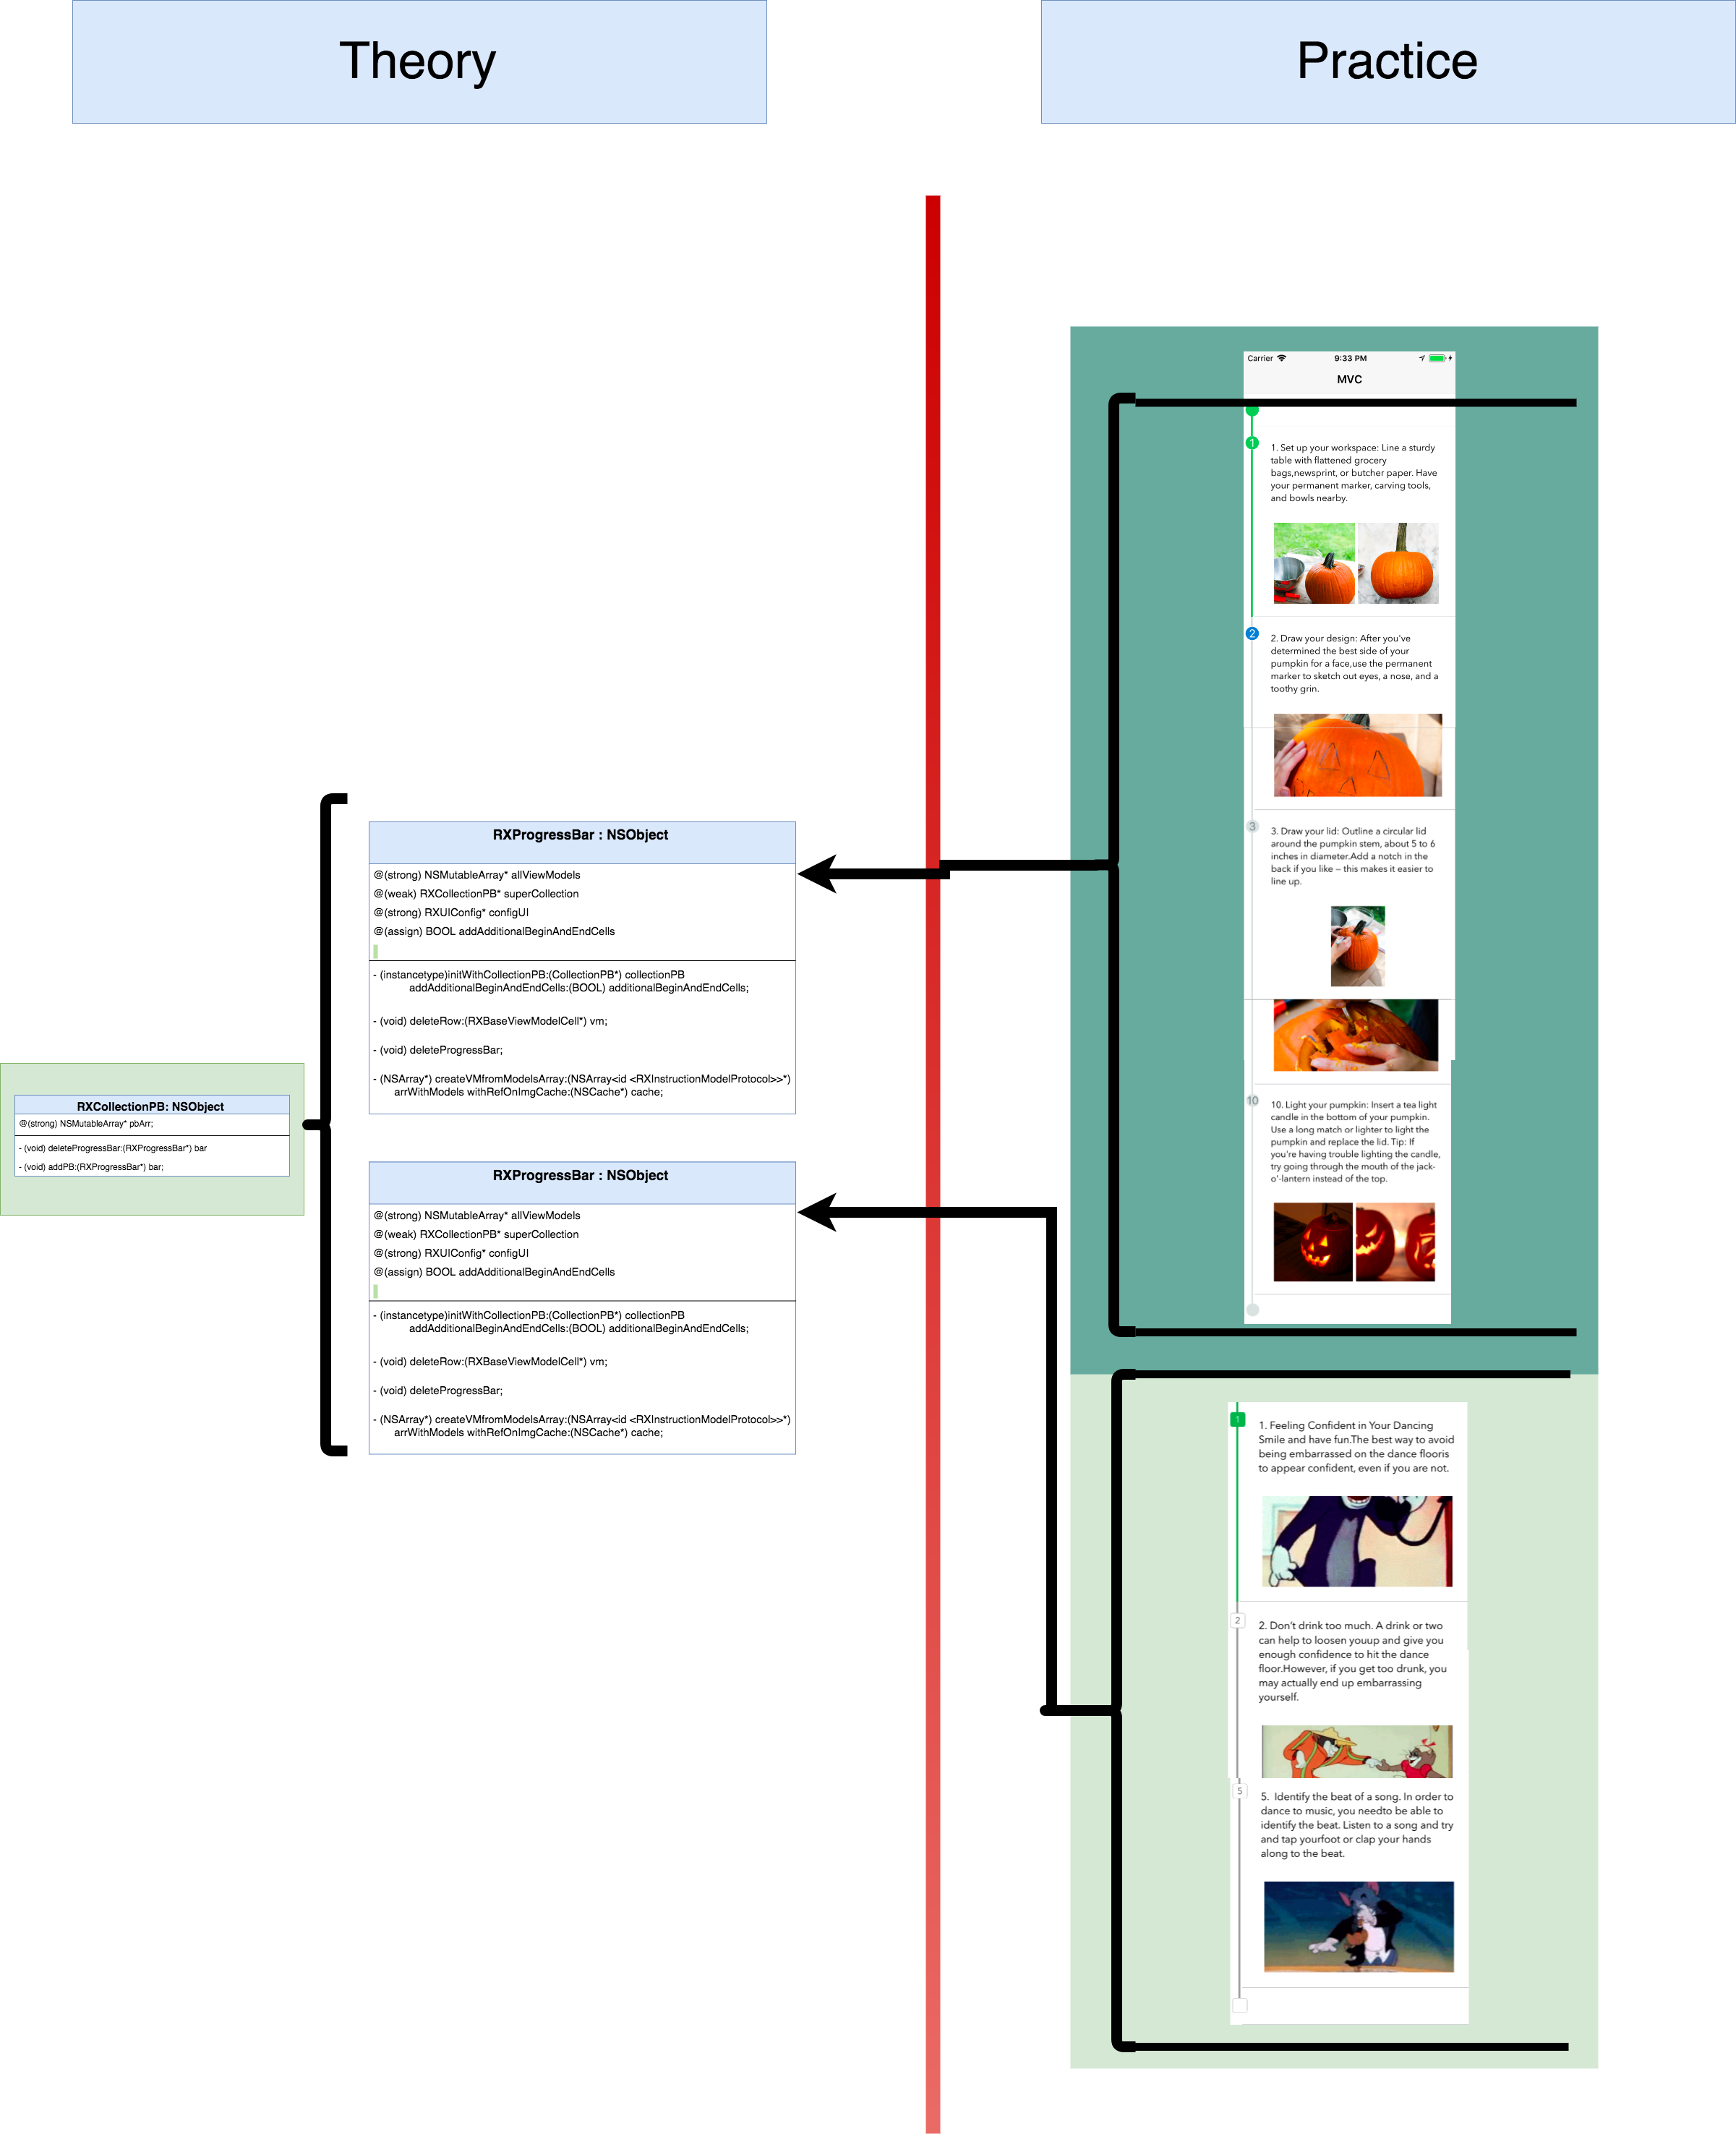 Theory
Practice
RXCollectionPB: NSObject
@(strong) NSMutableArray* pbArr;
- (void) deleteProgressBar:(RXProgressBar*) bar
- (void) addPB:(RXProgressBar*) bar;
RXProgressBar : NSObject
@(strong) NSMutableArray* allViewModels
@(weak) RXCollectionPB* superCollection
@(strong) RXUIConfig* configUI
@(assign) BOOL addAdditionalBeginAndEndCells
- (instancetype)initWithCollectionPB:(CollectionPB*) collectionPB
addAdditionalBeginAndEndCells:(BOOL) additionalBeginAndEndCells;
- (void) deleteRow:(RXBaseViewModelCell*) vm;
- (void) deleteProgressBar;
- (NSArray*) createVMfromModelsArray:(NSArray<id <RXInstructionModelProtocol>>*)
arrWithModels withRefOnImgCache:(NSCache*) cache;
RXProgressBar : NSObject
@(strong) NSMutableArray* allViewModels
@(weak) RXCollectionPB* superCollection
@(strong) RXUIConfig* configUI
@(assign) BOOL addAdditionalBeginAndEndCells
- (instancetype)initWithCollectionPB:(CollectionPB*) collectionPB
addAdditionalBeginAndEndCells:(BOOL) additionalBeginAndEndCells;
- (void) deleteRow:(RXBaseViewModelCell*) vm;
- (void) deleteProgressBar;
- (NSArray*) createVMfromModelsArray:(NSArray<id <RXInstructionModelProtocol>>*)
arrWithModels withRefOnImgCache:(NSCache*) cache;
Carrier 9:33 PM
MVC
1
1. Set up your workspace: Line a sturdy
table with flattened grocery
bags,newsprint, or butcher paper. Have
your permanent marker, carving tools,
and bowls nearby.
2
2. Draw your design: After you've
determined the best side of your
pumpkin for a face,use the permanent
marker to sketch out eyes, a nose, and a
toothy grin.
3
3. Draw your lid: Outline a circular lid
around the pumpkin stem, about 5 to 6
inches in diameter.Add a notch in the
back if you like – this makes it easier to
line up.
10
10. Light your pumpkin: Insert a tea light
candle in the bottom of your pumpkin.
Use a long match or lighter to light the
pumpkin and replace the lid. Tip: If
you're having trouble lighting the candle,
try going through the mouth of the jack-
o'-lantern instead of the top.
1
1. Feeling Confident in Your Dancing
Smile and have fun.The best way to avoid
being embarrassed on the dance flooris
to appear confident, even if you are not.
2
2. Don't drink too much. A drink or two
can help to loosen youup and give you
enough confidence to hit the dance
floor.However, if you get too drunk, you
may actually end up embarrassing
yourself.
5
5. Identify the beat of a song. In order to
dance to music, you needto be able to
identify the beat. Listen to a song and try
and tap yourfoot or clap your hands
along to the beat.